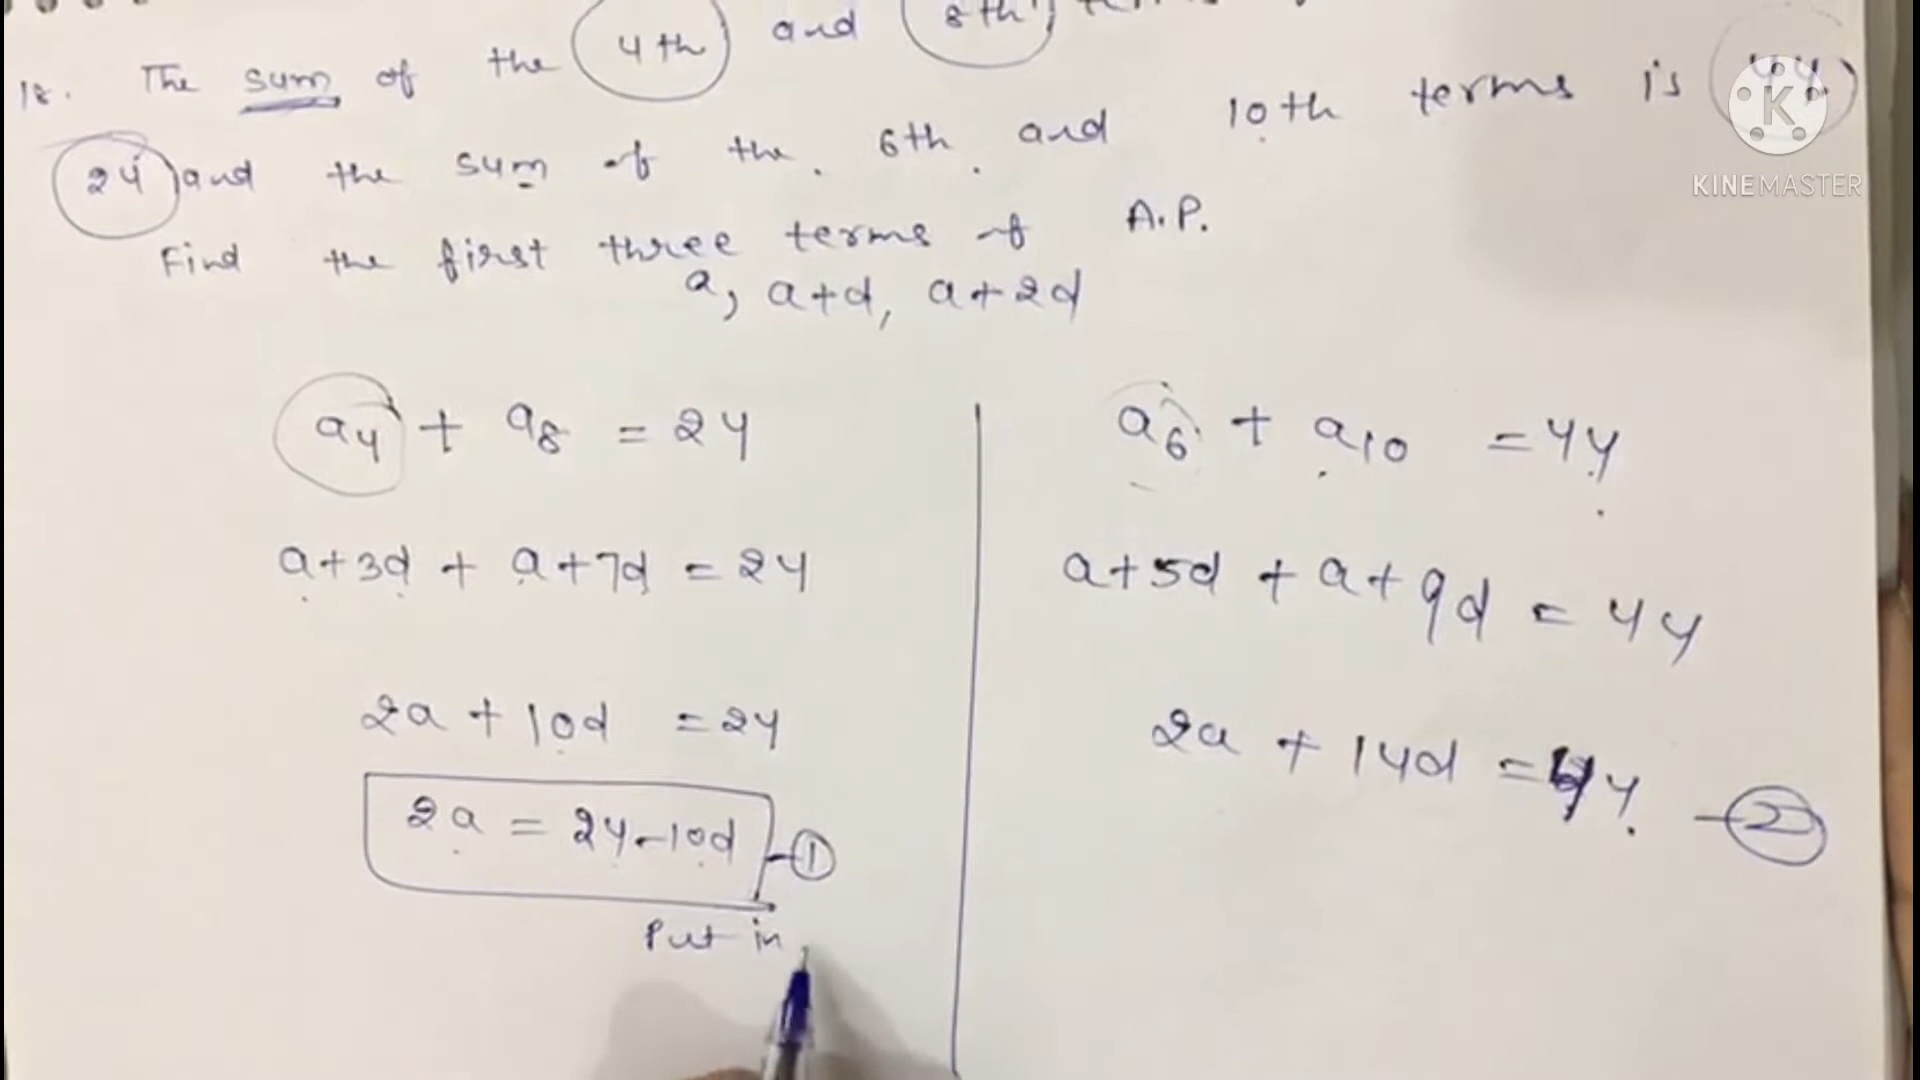 18. The sum of the 4th and 8th terms
24 and the sum of the 6th and 10th terms is 44
Find the first three terms of A.P.
a, a+d, a+2d
a4 + a8 = 24
a+3d + a+7d = 24
2a + 10d = 24
2a = 24-10d -①
Put in
a6 + a10 = 44
a+5d + a+9d = 44
2a + 14d = 44 -②
K
KINEMASTER